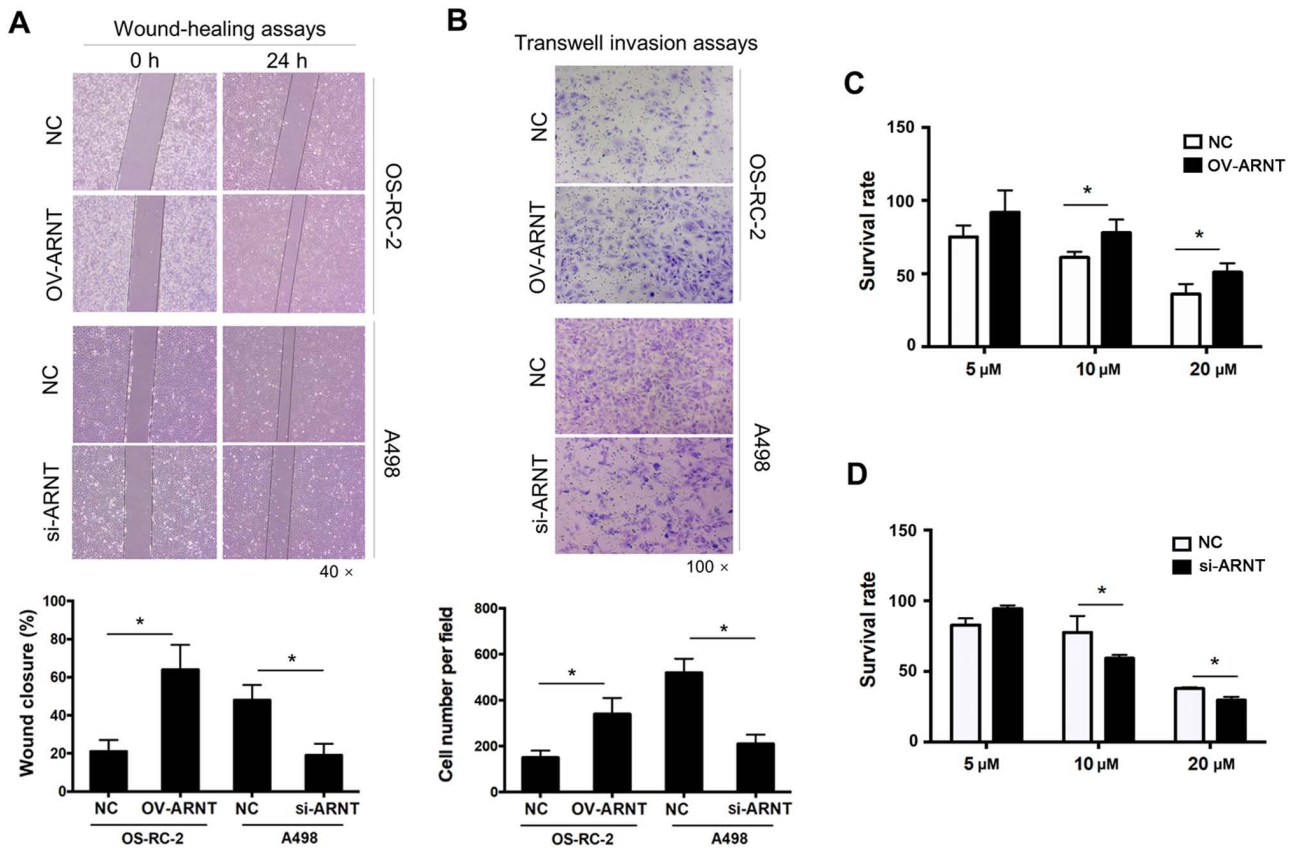 A
Wound-healing assays
0 h
24 h
NC
OV-ARNT
OS-RC-2
NC
si-ARNT
A498
40 ×
Wound closure (%)
100
80
60
40
20
0
*
*
NC
OV-ARNT
NC
si-ARNT
OS-RC-2
A498
B
Transwell invasion assays
NC
OV-ARNT
OS-RC-2
NC
si-ARNT
A498
100 ×
Cell number per field
800
600
400
200
0
*
*
NC
OV-ARNT
NC
si-ARNT
OS-RC-2
A498
C
Survival rate
150
100
50
0
NC
OV-ARNT
*
*
5 µM
10 µM
20 µM
D
Survival rate
150
100
50
0
NC
si-ARNT
*
*
5 µM
10 µM
20 µM